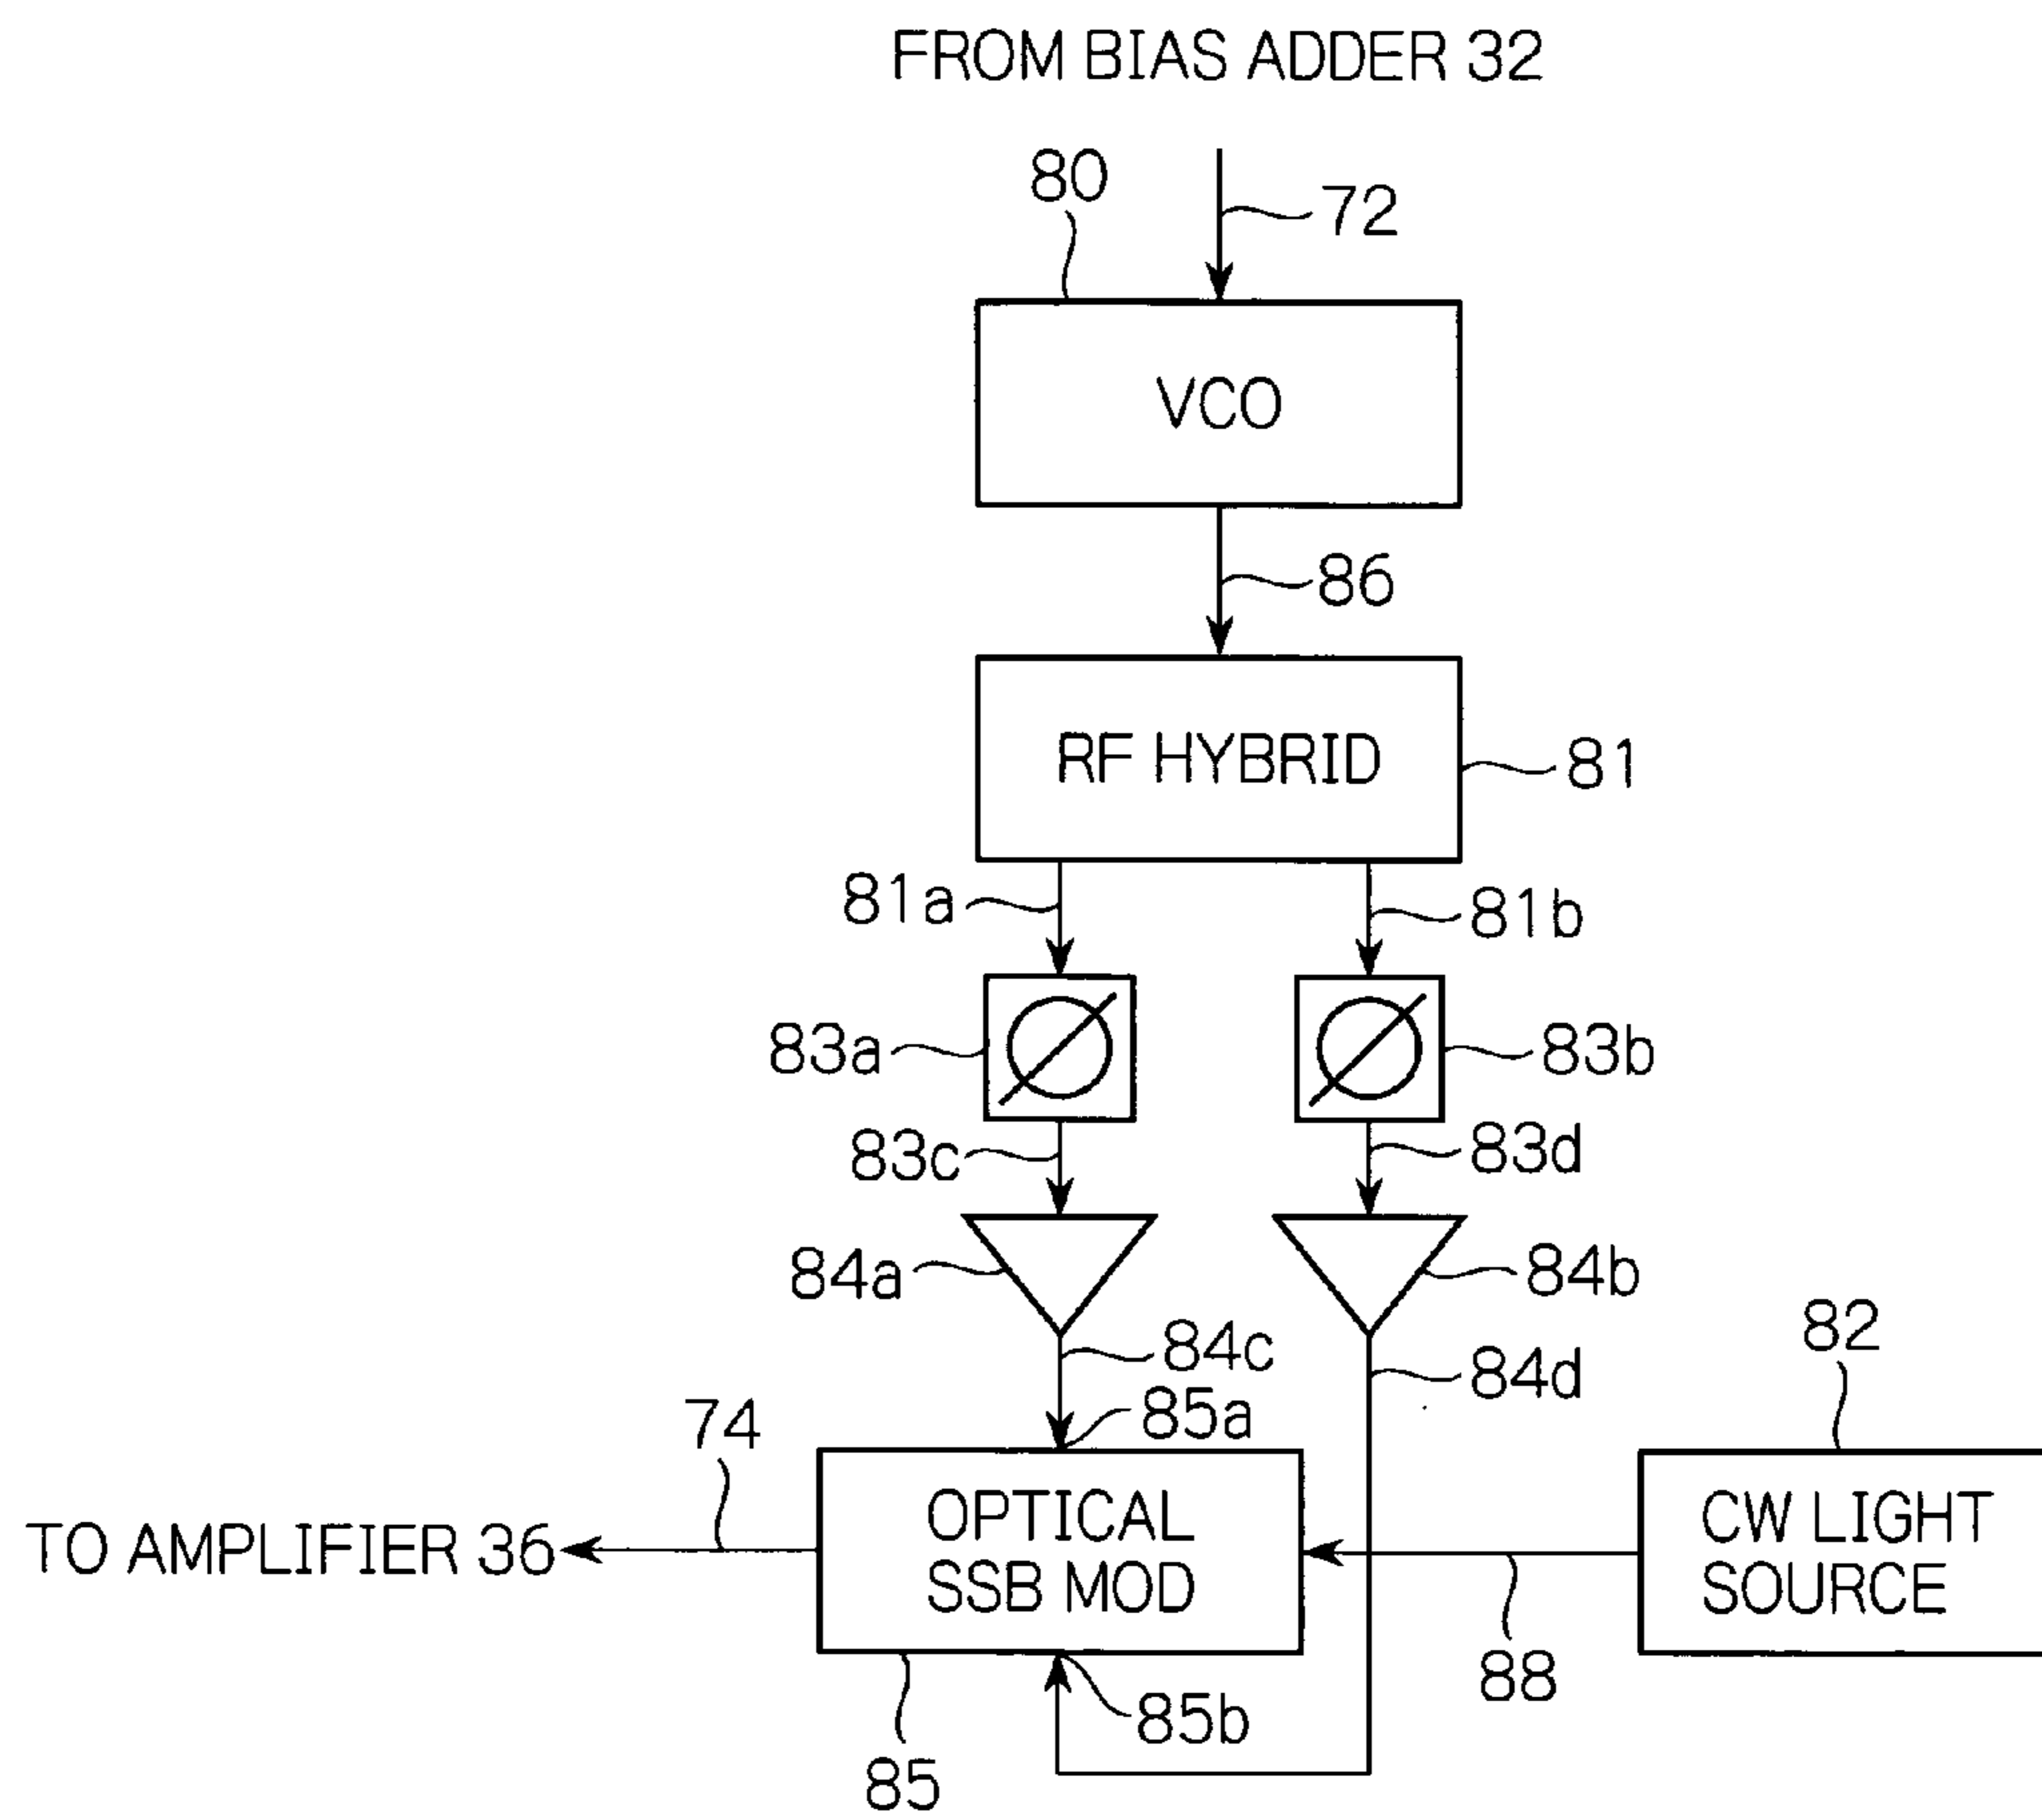 FROM BIAS ADDER 32
80
72
VCO
86
RF HYBRID
81
81a
81b
83a
83b
83c
83d
84a
84b
82
84c
84d
74
85a
OPTICAL
SSB MOD
CW LIGHT
SOURCE
TO AMPLIFIER 36
88
85b
85